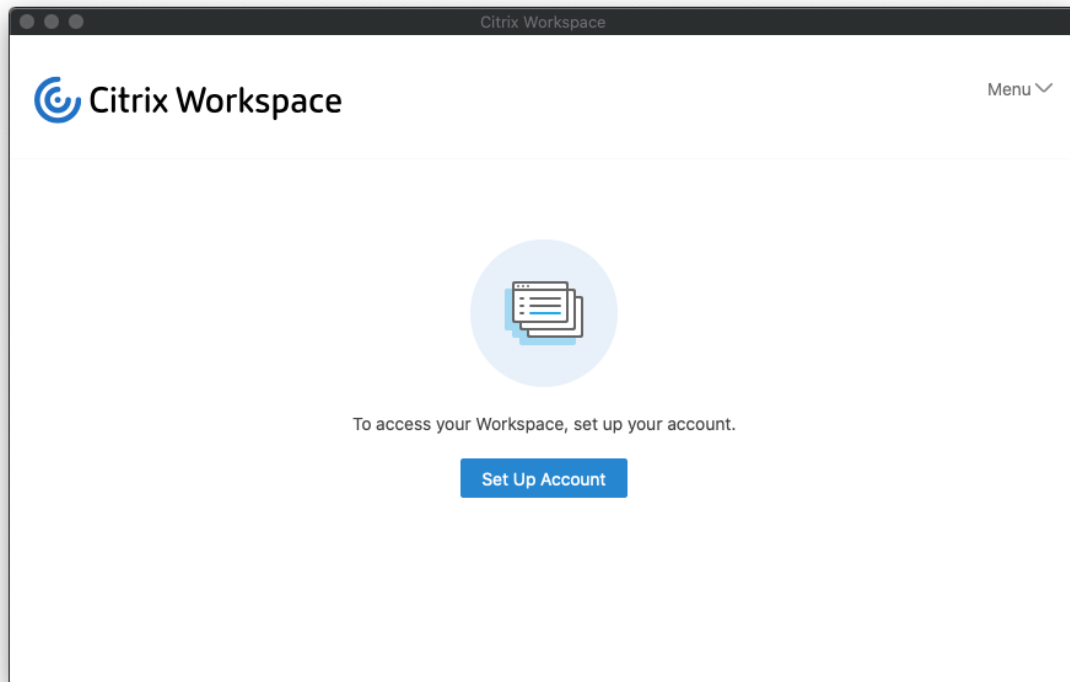 Citrix Workspace
Citrix Workspace
Menu
To access your Workspace, set up your account.
Set Up Account